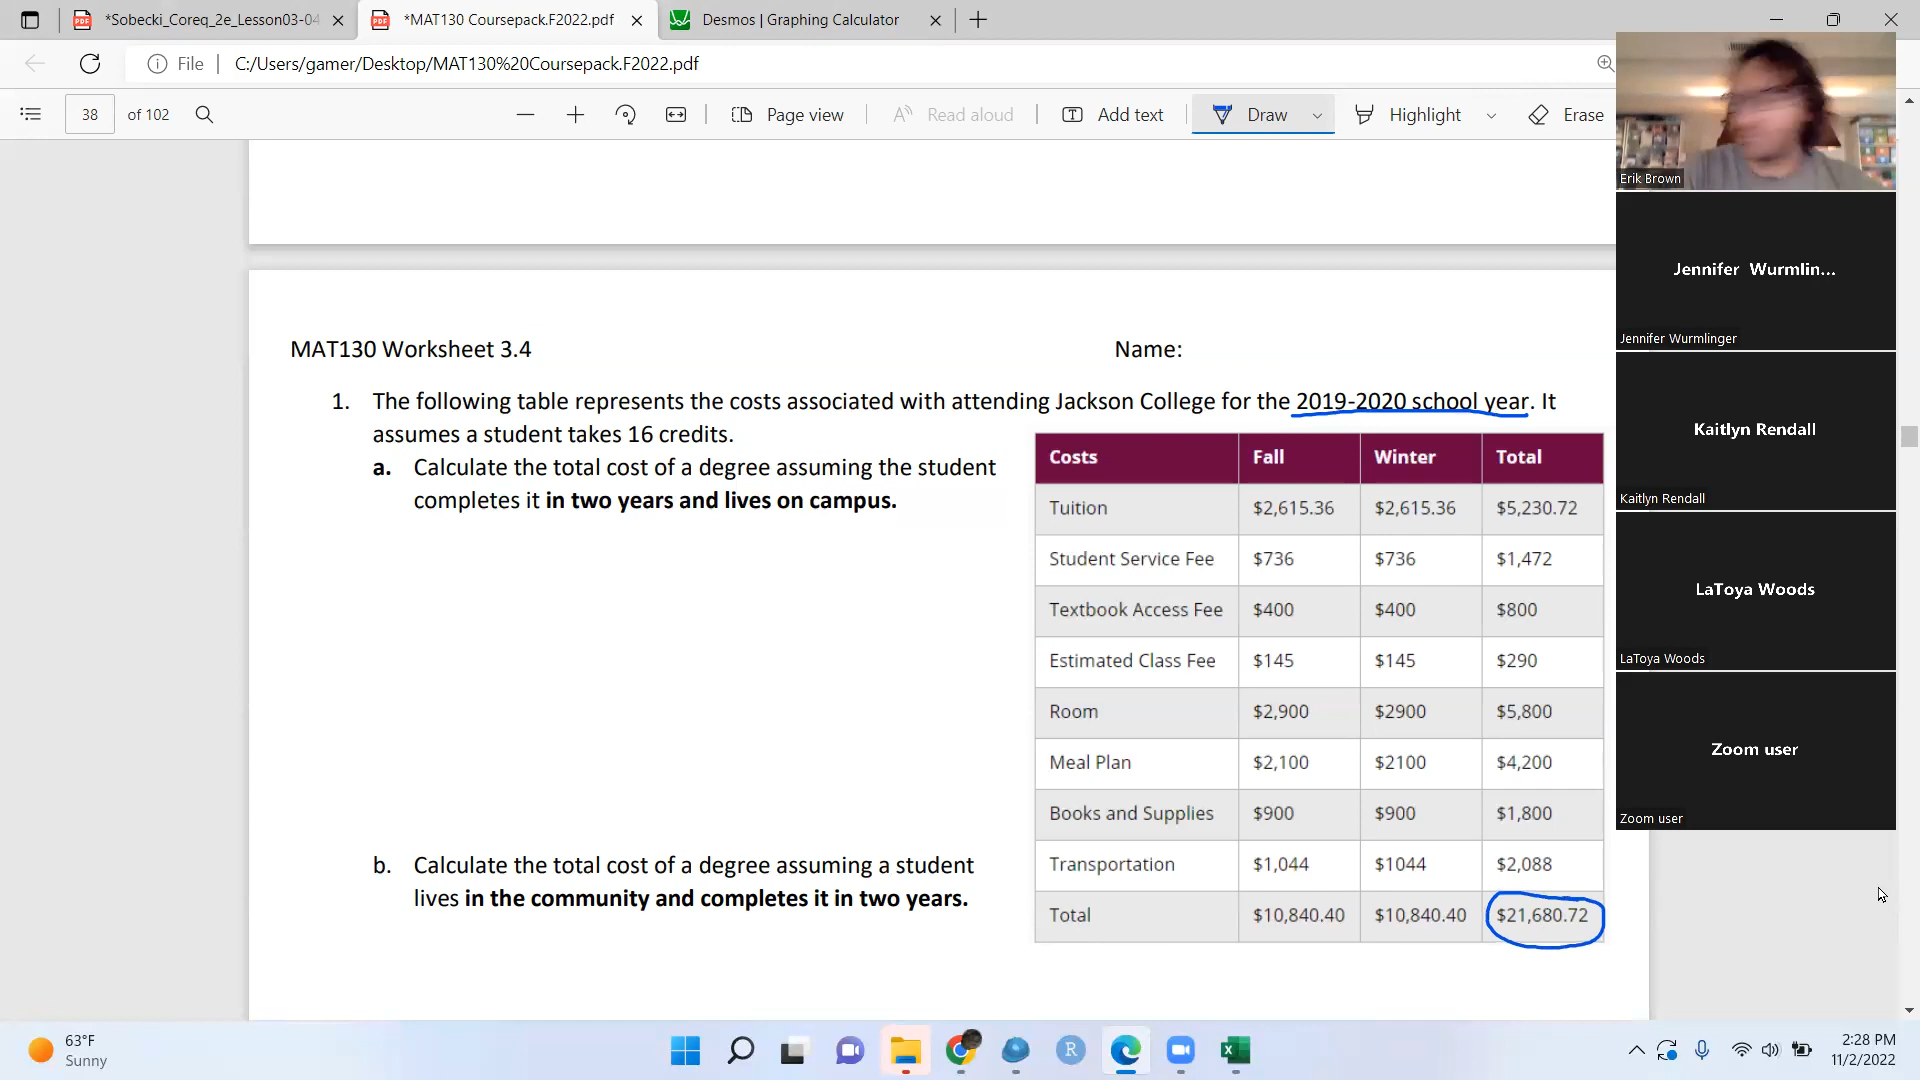 *Sobecki_Coreq_2e_Lesson03-04
*MAT130 Coursepack.F2022.pdf
Desmos | Graphing Calculator
File
C:/Users/gamer/Desktop/MAT130%20Coursepack.F2022.pdf
38 of 102
Page view
Read aloud
Add text
Draw
Highlight
Erase
Erik Brown
Jennifer Wurmlin...
Jennifer Wurmlinger
Kaitlyn Rendall
Kaitlyn Rendall
LaToya Woods
LaToya Woods
Zoom user
Zoom user
MAT130 Worksheet 3.4
Name:
1. The following table represents the costs associated with attending Jackson College for the 2019-2020 school year. It
assumes a student takes 16 credits.
a. Calculate the total cost of a degree assuming the student
completes it in two years and lives on campus.
b. Calculate the total cost of a degree assuming a student
lives in the community and completes it in two years.
Costs Fall Winter Total
Tuition $2,615.36 $2,615.36 $5,230.72
Student Service Fee $736 $736 $1,472
Textbook Access Fee $400 $400 $800
Estimated Class Fee $145 $145 $290
Room $2,900 $2900 $5,800
Meal Plan $2,100 $2100 $4,200
Books and Supplies $900 $900 $1,800
Transportation $1,044 $1044 $2,088
Total $10,840.40 $10,840.40 $21,680.72
63°F
Sunny
2:28 PM
11/2/2022